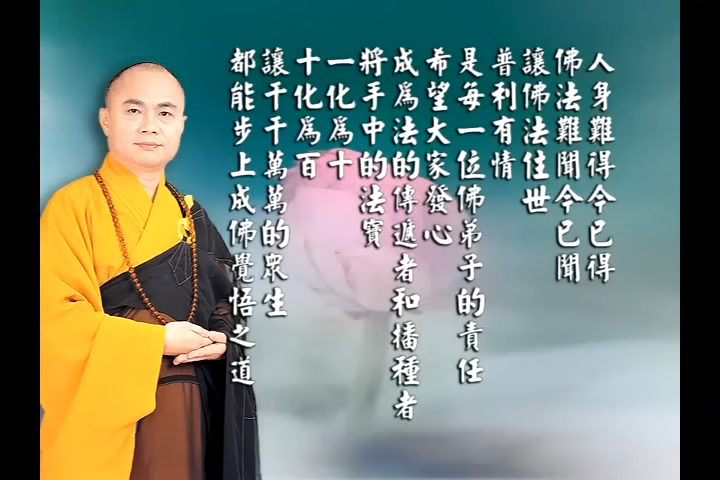 人身難得今已得
佛法難聞今已聞
讓佛法住世
普利有情
是每一位佛弟子的責任
希望大家發心
成爲法的傳遞者和播種者
將手中的法寶
一化爲十
十化爲百
讓千千萬萬的眾生
都能步上成佛覺悟之道